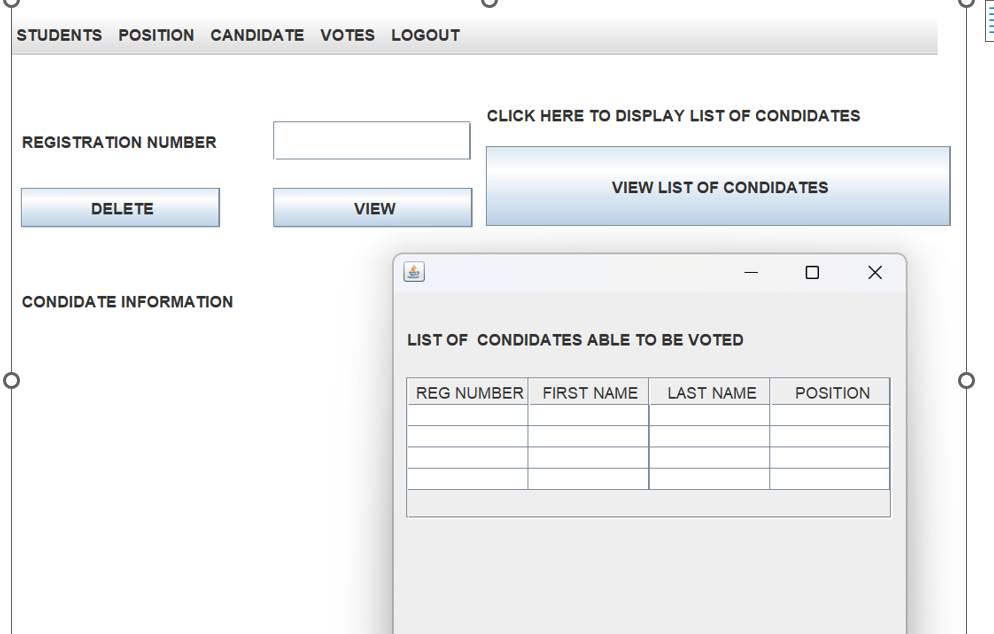 STUDENTS POSITION CANDIDATE VOTES LOGOUT
CLICK HERE TO DISPLAY LIST OF CONDIDATES
REGISTRATION NUMBER
VIEW LIST OF CONDIDATES
DELETE VIEW
CONDIDATE INFORMATION
LIST OF CONDIDATES ABLE TO BE VOTED
REG NUMBER FIRST NAME LAST NAME POSITION